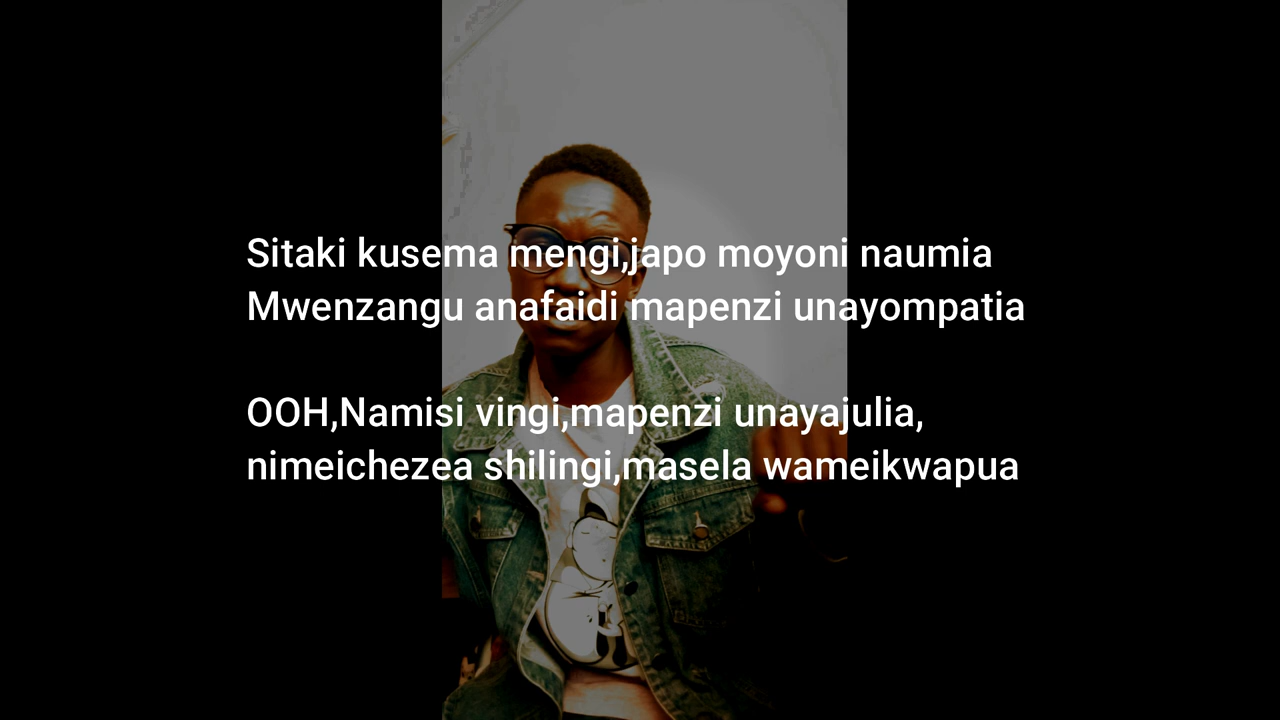 Sitaki kusema mengi,japo moyoni naumia
Mwenzangu anafaidi mapenzi unayompatia
OOH,Namisi vingi,mapenzi unayajulia,
nimeichezea shilingi,masela wameikwapua